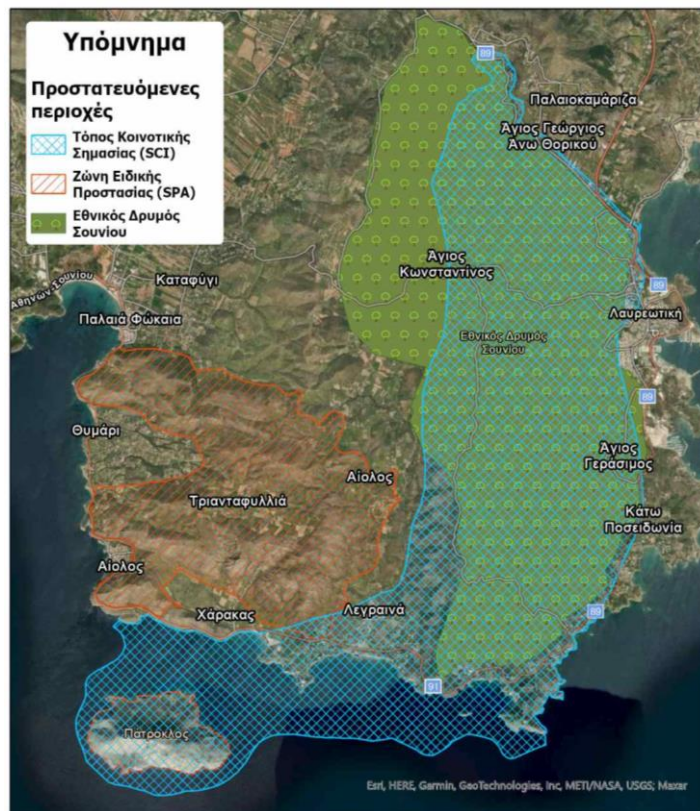 Υπόμνημα
Προστατευόμενες
περιοχές
Τόπος Κοινοτικής
Σημασίας (SCI)
Ζώνη Ειδικής
Προστασίας (SPA)
Εθνικός Δρυμός
Σουνίου
89
Παλαιοκαμάριζα
Άγιος Γεώργιος
Άνω Θορικού
Άγιος
Κωνσταντίνος
Καταφύγι
Αθηνών Σουνίου
89
Λαυρεωτική
Παλαιά Φώκαια
Εθνικός Δρυμός
Σουνίου
89
Θυμάρι
Άγιος
Γεράσιμος
Αίολος
Τριανταφυλλιά
Κάτω
Ποσειδωνία
Αίολος
Χάρακας
Λεγραινά
89
91
Πατρόκλος
Esri, HERE, Garmin, GeoTechnologies, Inc, METI/NASA, USGS; Maxar